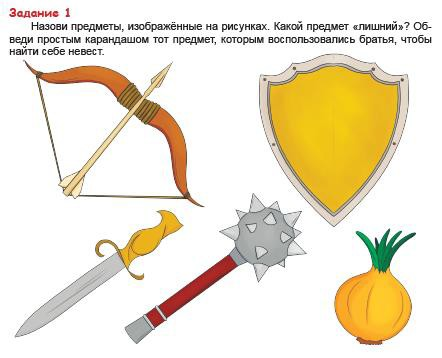 Задание 1
Назови предметы, изображённые на рисунках. Какой предмет «лишний»? Об-
веди простым карандашом тот предмет, которым воспользовались братья, чтобы
найти себе невест.